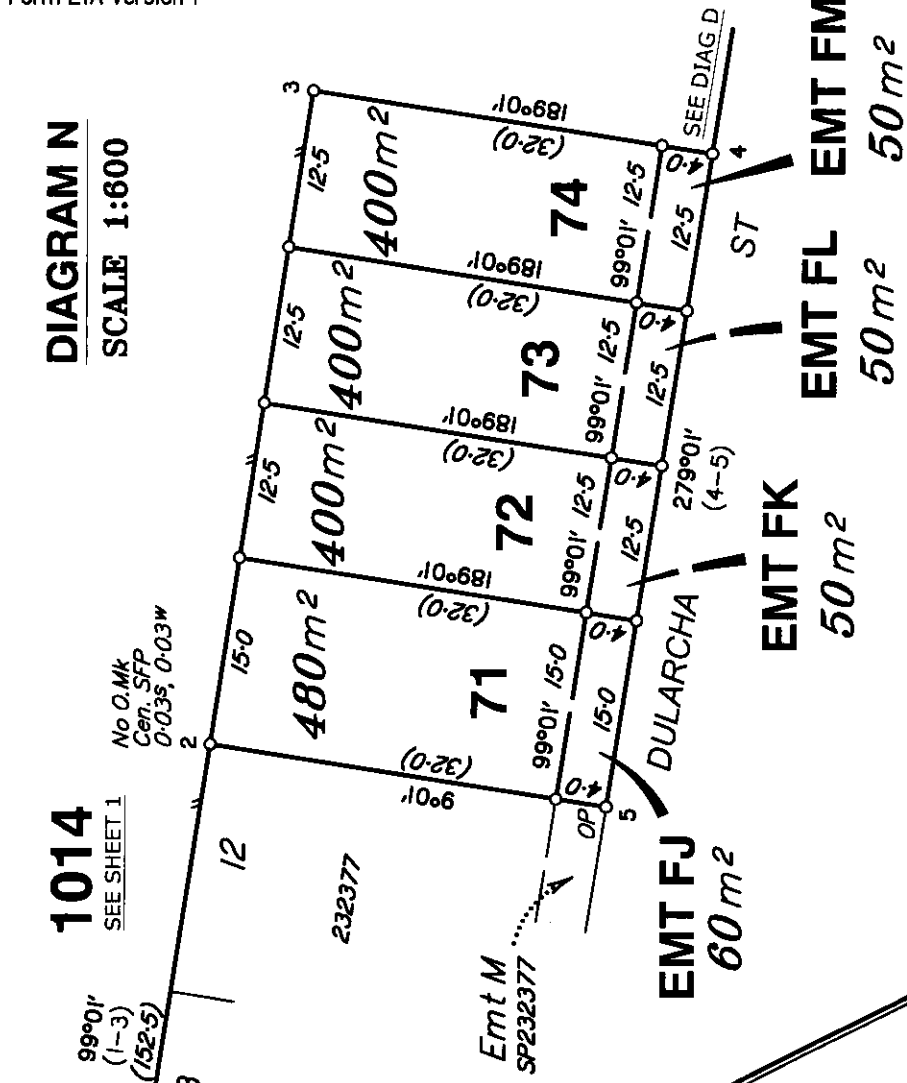 DIAGRAM N
SCALE 1:600
1014
SEE SHEET 1
No O.Mk
Cen. SFP
0·03s, 0·03w
99°01'
(1–3)
(152·5)
2
3
12
232377
15·0
12·5
12·5
12·5
480m²
400m²
400m²
400m²
9°01'
(32·0)
189°01'
(32·0)
189°01'
(32·0)
189°01'
(32·0)
189°01'
(32·0)
71
72
73
74
99°01' 15·0
99°01' 12·5
99°01' 12·5
99°01' 12·5
4·0
4·0
4·0
4·0
4·0
15·0
12·5
12·5
12·5
OP
5
4
SEE DIAG D
279°01'
(4–5)
DULARCHA
ST
Emt M
SP232377
EMT FJ
60m²
EMT FK
50m²
EMT FL
50m²
EMT FM
50m²